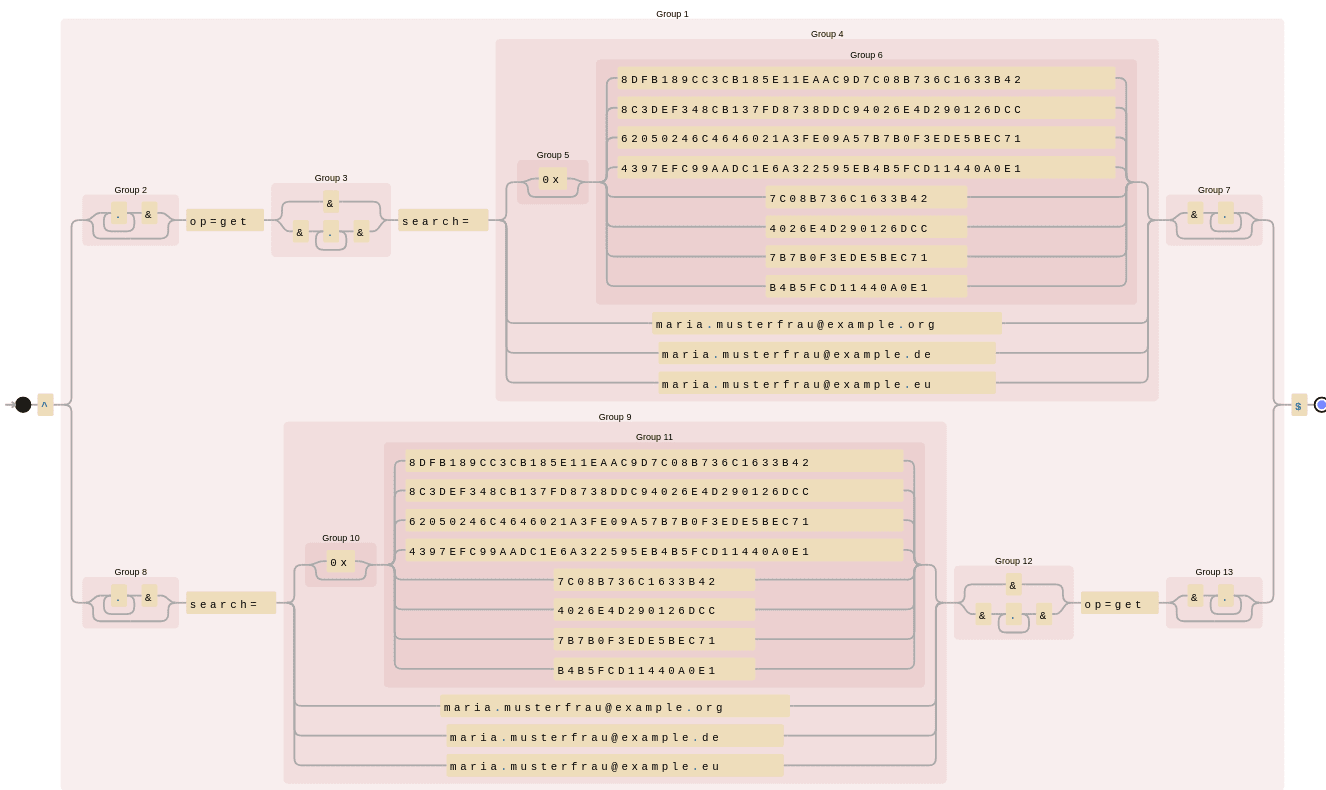 Group 1
Group 4
Group 6
8DFB189CC3CB185E11EAAC9D7C08B736C1633B42
8C3DEF348CB137FD8738DDC94026E4D290126DCC
62050246C4646021A3FE09A57B7B0F3EDE5BEC71
Group 5
4397EFC99AADC1E6A322595EB4B5FCD11440A0E1
0x
Group 2
Group 3
Group 7
7C08B736C1633B42
&
. & op=get & . & search=
4026E4D290126DCC
& .
7B7B0F3EDE5BEC71
B4B5FCD11440A0E1
maria.musterfrau@example.org
maria.musterfrau@example.de
maria.musterfrau@example.eu
^
$
Group 9
Group 11
8DFB189CC3CB185E11EAAC9D7C08B736C1633B42
8C3DEF348CB137FD8738DDC94026E4D290126DCC
62050246C4646021A3FE09A57B7B0F3EDE5BEC71
Group 10
4397EFC99AADC1E6A322595EB4B5FCD11440A0E1
0x
Group 8
Group 12
Group 13
7C08B736C1633B42
&
. & search=
4026E4D290126DCC
& . & op=get & .
7B7B0F3EDE5BEC71
B4B5FCD11440A0E1
maria.musterfrau@example.org
maria.musterfrau@example.de
maria.musterfrau@example.eu